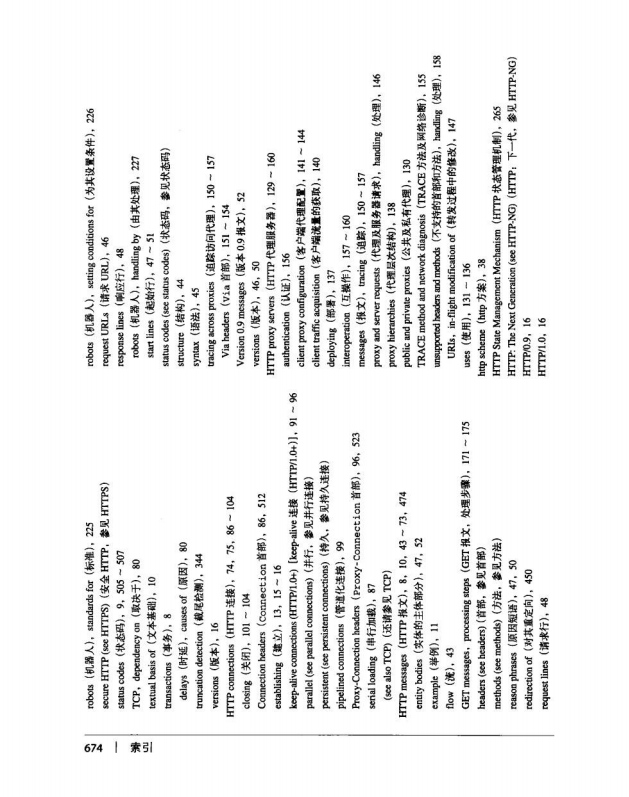 robots（机器人），standards for（标准），225
secure HTTP (see HTTPS)（安全 HTTP，参见 HTTPS）
status codes（状态码），9，505 ~ 507
TCP，dependency on（取决于），80
textual basis of（文本基础），10
transactions（事务），8
delays（时延），causes of（原因），80
truncation detection（截尾检测），344
versions（版本），16
HTTP connections（HTTP 连接），74，75，86 ~ 104
closing（关闭），101 ~ 104
Connection headers（Connection 首部），86，512
establishing（建立），13，15 ~ 16
keep-alive connections (HTTP/1.0+)［keep-alive 连接（HTTP/1.0+）］，91 ~ 96
parallel (see parallel connections)（并行，参见并行连接）
persistent (see persistent connections)（持久，参见持久连接）
pipelined connections（管道化连接），99
Proxy-Connection headers（Proxy-Connection 首部），96，523
serial loading（串行加载），87
(see also TCP)（还请参见 TCP）
HTTP messages（HTTP 报文），8，10，43 ~ 73，474
entity bodies（实体的主体部分），47，52
example（举例），11
flow（流），43
GET messages，processing steps（GET 报文，处理步骤），171 ~ 175
headers (see headers)（首部，参见首部）
methods (see methods)（方法，参见方法）
reason phrases（原因短语），47，50
redirection of（对其重定向），450
request lines（请求行），48
robots（机器人），setting conditions for（为其设置条件），226
request URLs（请求 URL），46
response lines（响应行），48
robots（机器人），handling by（由其处理），227
start lines（起始行），47 ~ 51
status codes (see status codes)（状态码，参见状态码）
structure（结构），44
syntax（语法），45
tracing across proxies（追踪访问代理），150 ~ 157
Via headers（Via 首部），151 ~ 154
Version 0.9 messages（版本 0.9 报文），52
versions（版本），46，50
HTTP proxy servers（HTTP 代理服务器），129 ~ 160
authentication（认证），156
client proxy configuration（客户端代理配置），141 ~ 144
client traffic acquisition（客户端流量的获取），140
deploying（部署），137
interoperation（互操作），157 ~ 160
messages（报文），tracing（追踪），150 ~ 157
proxy and server requests（代理及服务器请求），handling（处理），146
proxy hierarchies（代理层次结构），138
public and private proxies（公共及私有代理），130
TRACE method and network diagnosis（TRACE 方法及网络诊断），155
unsupported headers and methods（不支持的首部和方法），handling（处理），158
URIs，in-flight modification of（转发过程中的修改），147
uses（使用），131 ~ 136
http scheme（http 方案），38
HTTP State Management Mechanism（HTTP 状态管理机制），265
HTTP: The Next Generation (see HTTP-NG)（HTTP：下一代，参见 HTTP-NG）
HTTP/0.9，16
HTTP/1.0，16
674 | 索引